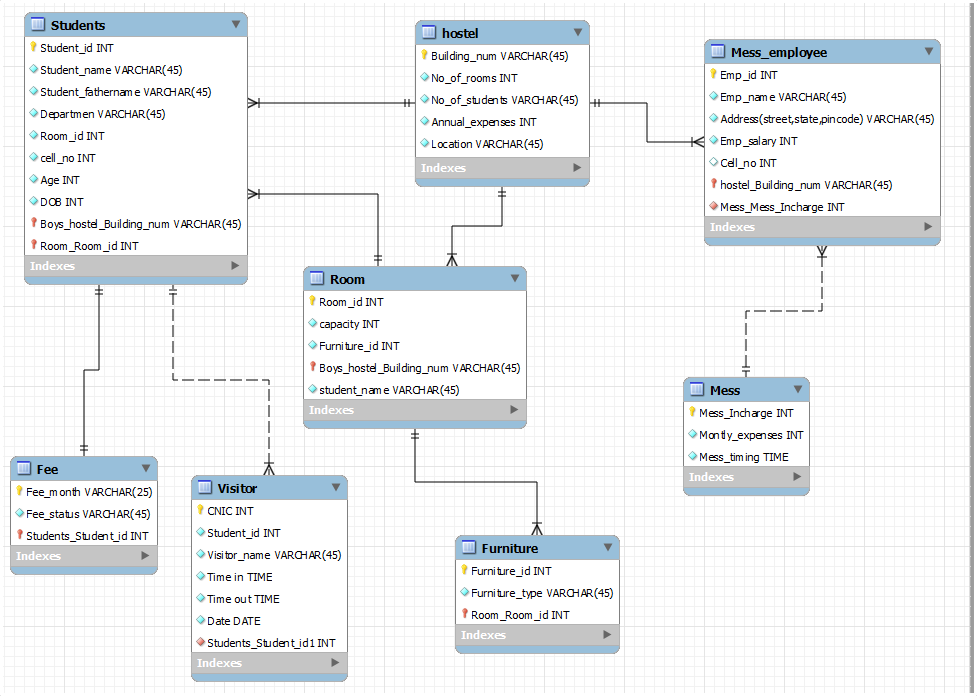 Students
Student_id INT
Student_name VARCHAR(45)
Student_fathername VARCHAR(45)
Departmen VARCHAR(45)
Room_id INT
cell_no INT
Age INT
DOB INT
Boys_hostel_Building_num VARCHAR(45)
Room_Room_id INT
Indexes
hostel
Building_num VARCHAR(45)
No_of_rooms INT
No_of_students VARCHAR(45)
Annual_expenses INT
Location VARCHAR(45)
Indexes
Mess_employee
Emp_id INT
Emp_name VARCHAR(45)
Address(street,state,pincode) VARCHAR(45)
Emp_salary INT
Cell_no INT
hostel_Building_num VARCHAR(45)
Mess_Mess_Incharge INT
Indexes
Room
Room_id INT
capacity INT
Furniture_id INT
Boys_hostel_Building_num VARCHAR(45)
student_name VARCHAR(45)
Indexes
Mess
Mess_Incharge INT
Montly_expenses INT
Mess_timing TIME
Indexes
Fee
Fee_month VARCHAR(25)
Fee_status VARCHAR(45)
Students_Student_id INT
Indexes
Visitor
CNIC INT
Student_id INT
Visitor_name VARCHAR(45)
Time in TIME
Time out TIME
Date DATE
Students_Student_id1 INT
Indexes
Furniture
Furniture_id INT
Furniture_type VARCHAR(45)
Room_Room_id INT
Indexes